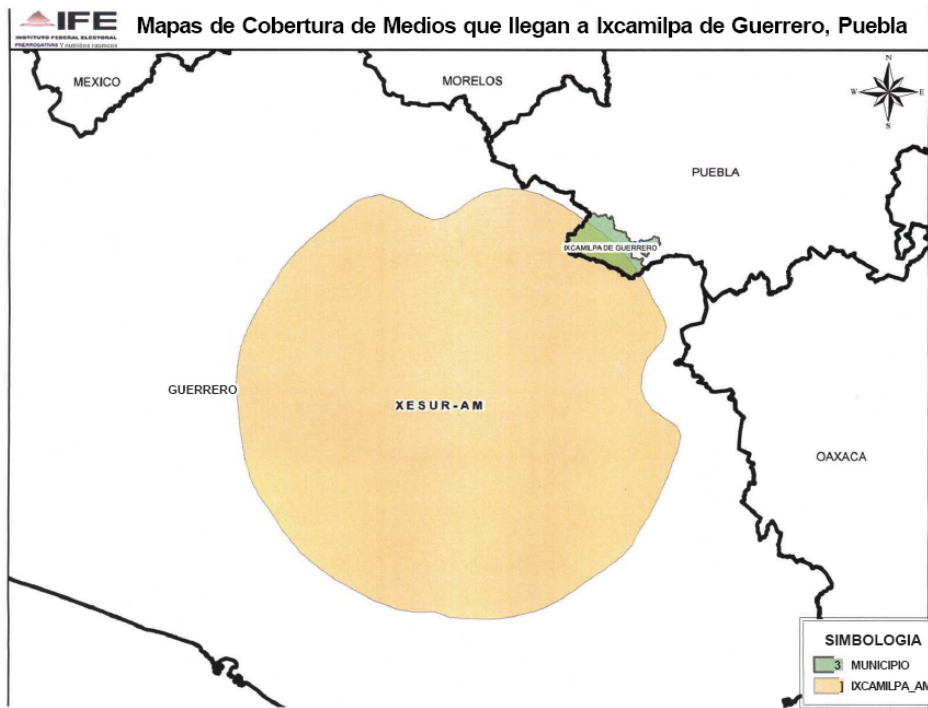 IFE
INSTITUTO FEDERAL ELECTORAL
Mapas de Cobertura de Medios que llegan a Ixcamilpa de Guerrero, Puebla
MEXICO
MORELOS
N
W E
S
PUEBLA
IXCAMILPA DE GUERRERO
GUERRERO
XESUR-AM
OAXACA
SIMBOLOGIA
3 MUNICIPIO
1 IXCAMILPA_AM